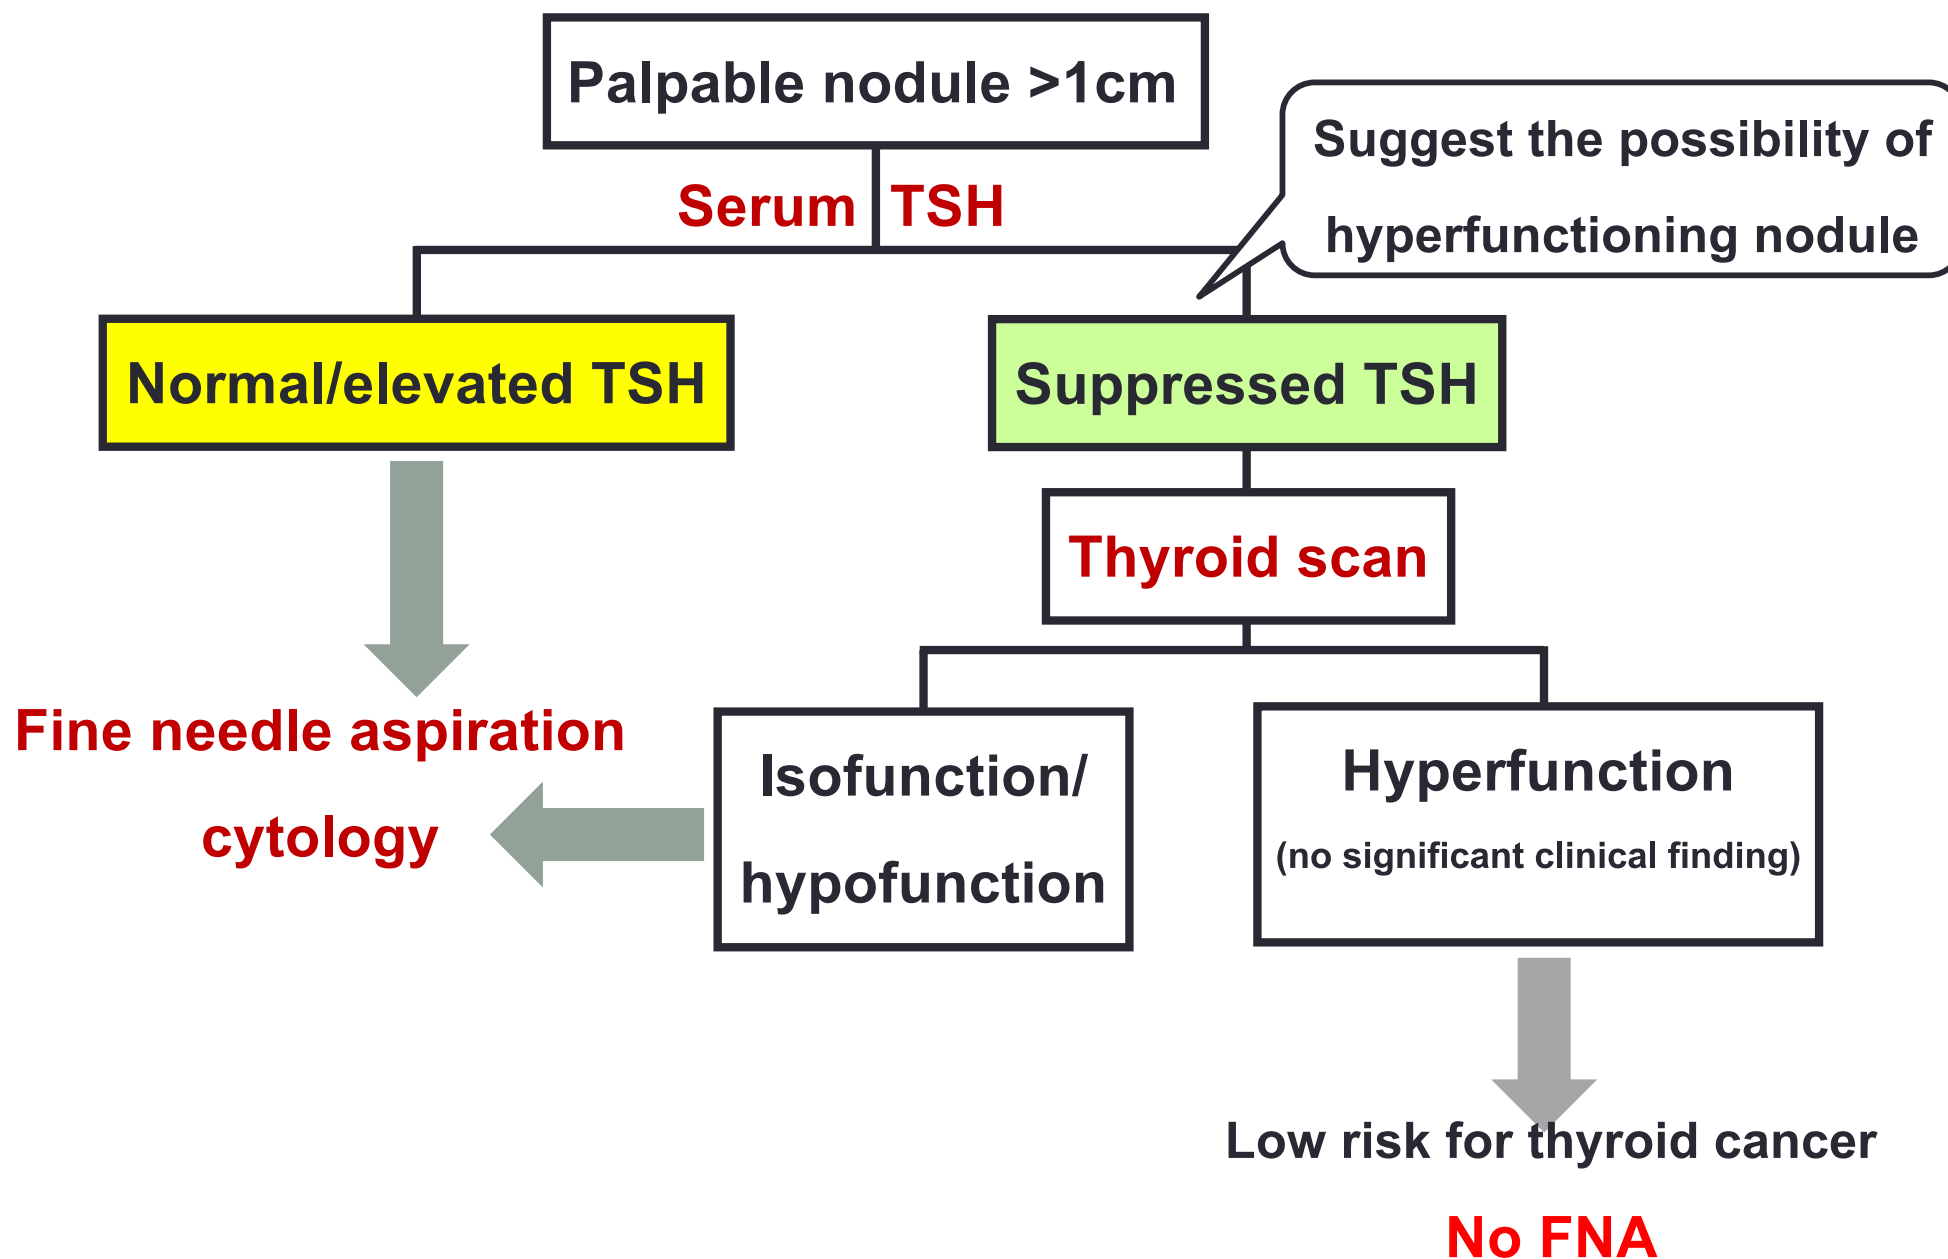 Palpable nodule >1cm
Suggest the possibility of
hyperfunctioning nodule
Serum TSH
Normal/elevated TSH
Suppressed TSH
Thyroid scan
Fine needle aspiration
cytology
Isofunction/
hypofunction
Hyperfunction
(no significant clinical finding)
Low risk for thyroid cancer
No FNA